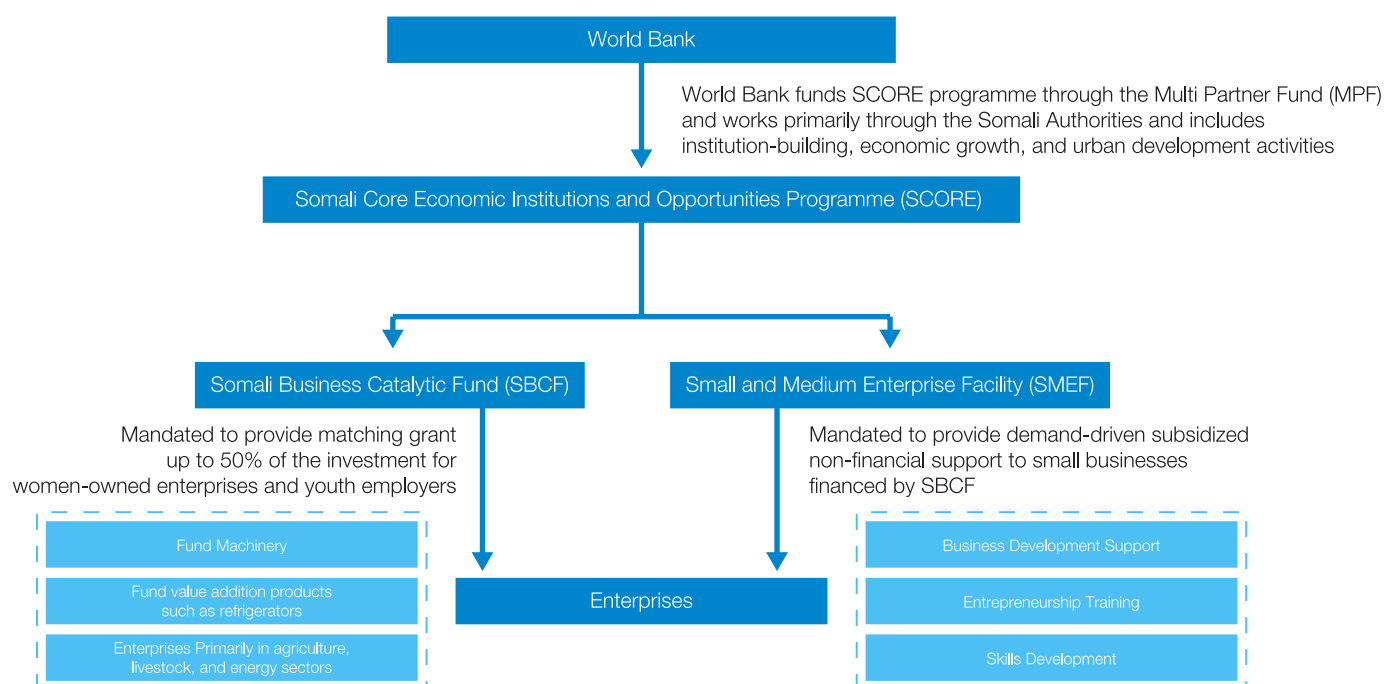 World Bank
World Bank funds SCORE programme through the Multi Partner Fund (MPF)
and works primarily through the Somali Authorities and includes
institution-building, economic growth, and urban development activities
Somali Core Economic Institutions and Opportunities Programme (SCORE)
Somali Business Catalytic Fund (SBCF)
Small and Medium Enterprise Facility (SMEF)
Mandated to provide matching grant
up to 50% of the investment for
women-owned enterprises and youth employers
Mandated to provide demand-driven subsidized
non-financial support to small businesses
financed by SBCF
Fund Machinery
Fund value addition products
such as refrigerators
Enterprises Primarily in agriculture,
livestock, and energy sectors
Enterprises
Business Development Support
Entrepreneurship Training
Skills Development